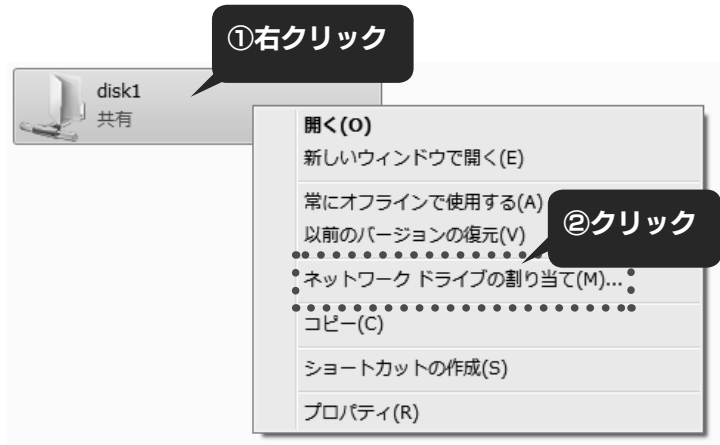 ①右クリック
disk1
共有
開く(O)
新しいウィンドウで開く(E)
常にオフラインで使用する(A)
以前のバージョンの復元(V)
②クリック
ネットワーク ドライブの割り当て(M)...
コピー(C)
ショートカットの作成(S)
プロパティ(R)